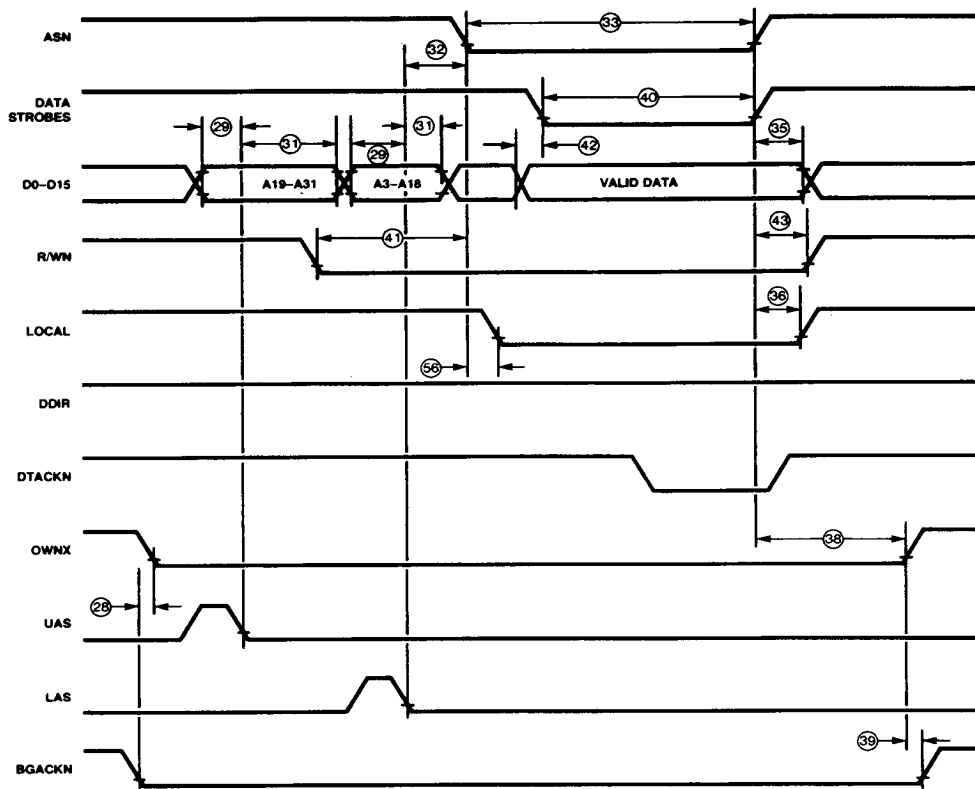 ASN
33
32
DATA
STROBES
40
29
31
31
35
29
42
D0–D15
A19–A31
A3–A18
VALID DATA
41
43
R/WN
36
LOCAL
56
DDIR
DTACKN
OWNX
38
28
UAS
LAS
39
BGACKN